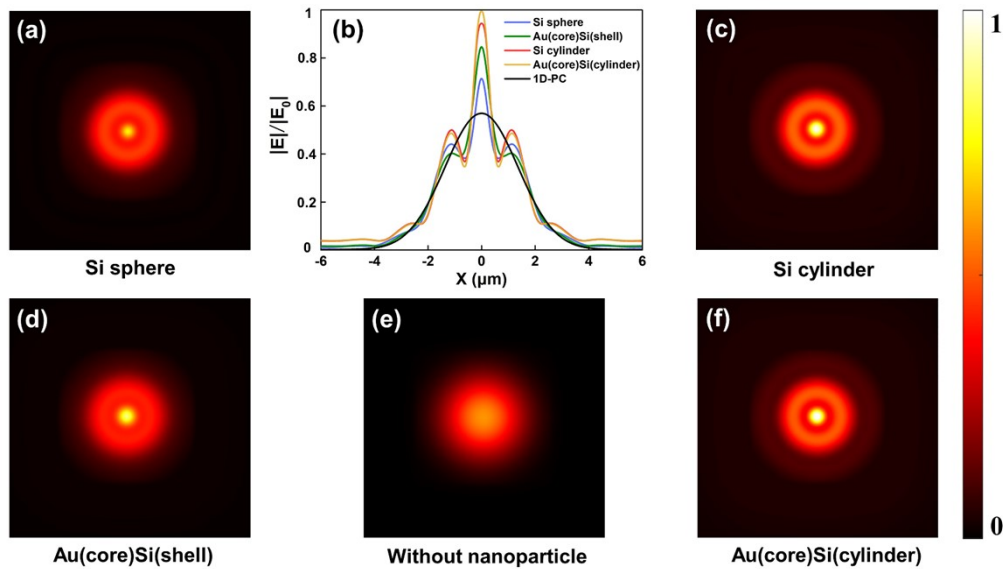 (a)
Si sphere
(b)
|E|/|E₀|
1
0.8
0.6
0.4
0.2
0
-6
-4
-2
0
2
4
6
X (μm)
Si sphere
Au(core)Si(shell)
Si cylinder
Au(core)Si(cylinder)
1D-PC
(c)
Si cylinder
1
0
(d)
Au(core)Si(shell)
(e)
Without nanoparticle
(f)
Au(core)Si(cylinder)